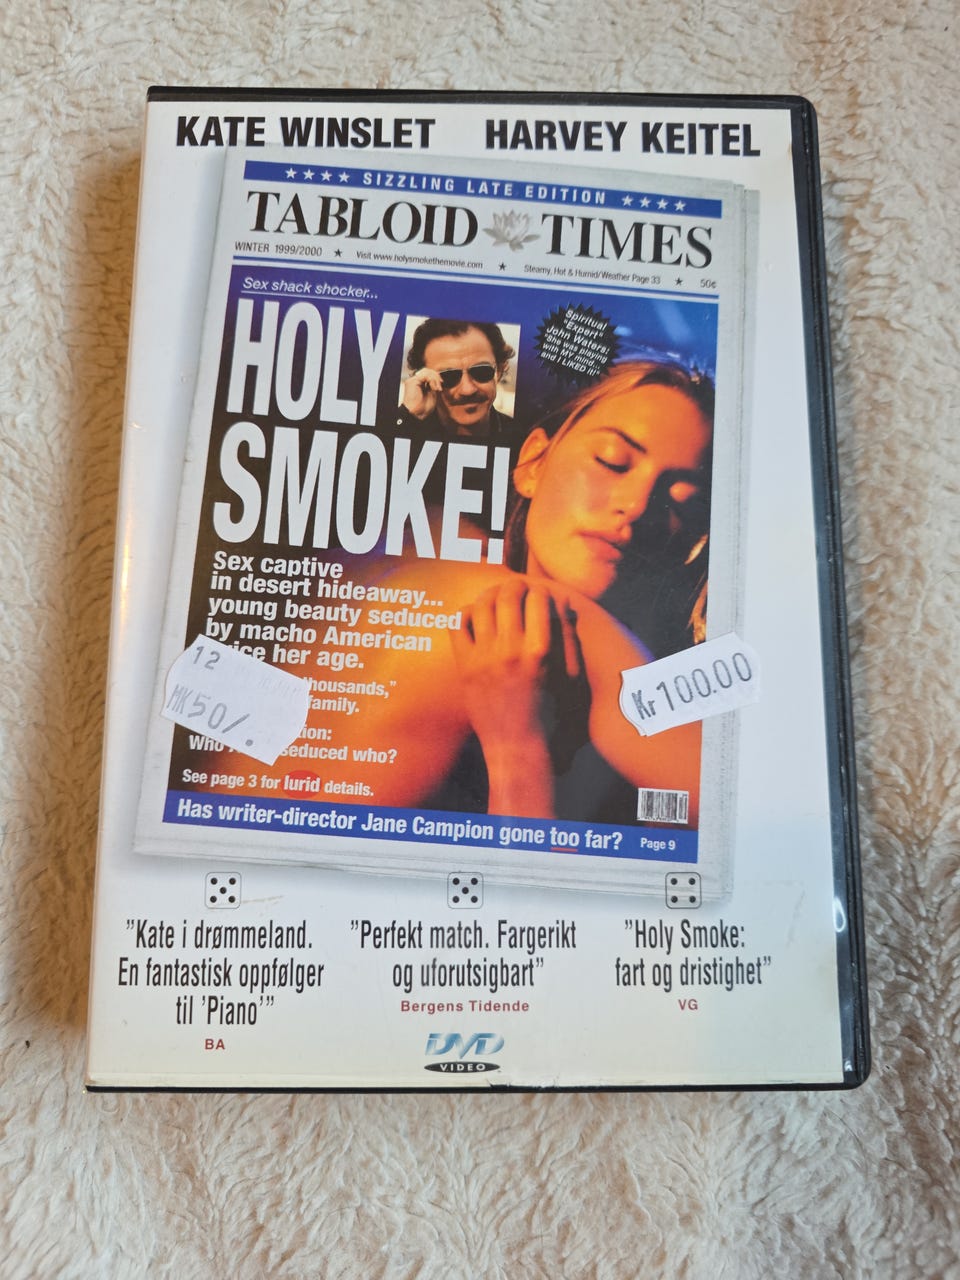 KATE WINSLET HARVEY KEITEL
★★★★ SIZZLING LATE EDITION ★★★★
TABLOID TIMES
WINTER 1999/2000 ★ Visit www.holysmokethemovie.com ★ Steamy, Hot & Humid/Weather Page 33 ★ 50¢
Sex shack shocker...
HOLY
SMOKE!
Spiritual
"Expert"
John Waters:
"She was playing
with MY mind...
and I LIKED it!"
Sex captive
in desert hideaway...
young beauty seduced
by macho American
her age.
thousands,"
family.
Who seduced who?
See page 3 for lurid details.
12
MK50/.
Kr100.00
Has writer-director Jane Campion gone too far? Page 9
"Kate i drømmeland.
En fantastisk oppfølger
til 'Piano'"
BA
"Perfekt match. Fargerikt
og uforutsigbart"
Bergens Tidende
"Holy Smoke:
fart og dristighet"
VG
DVD
VIDEO